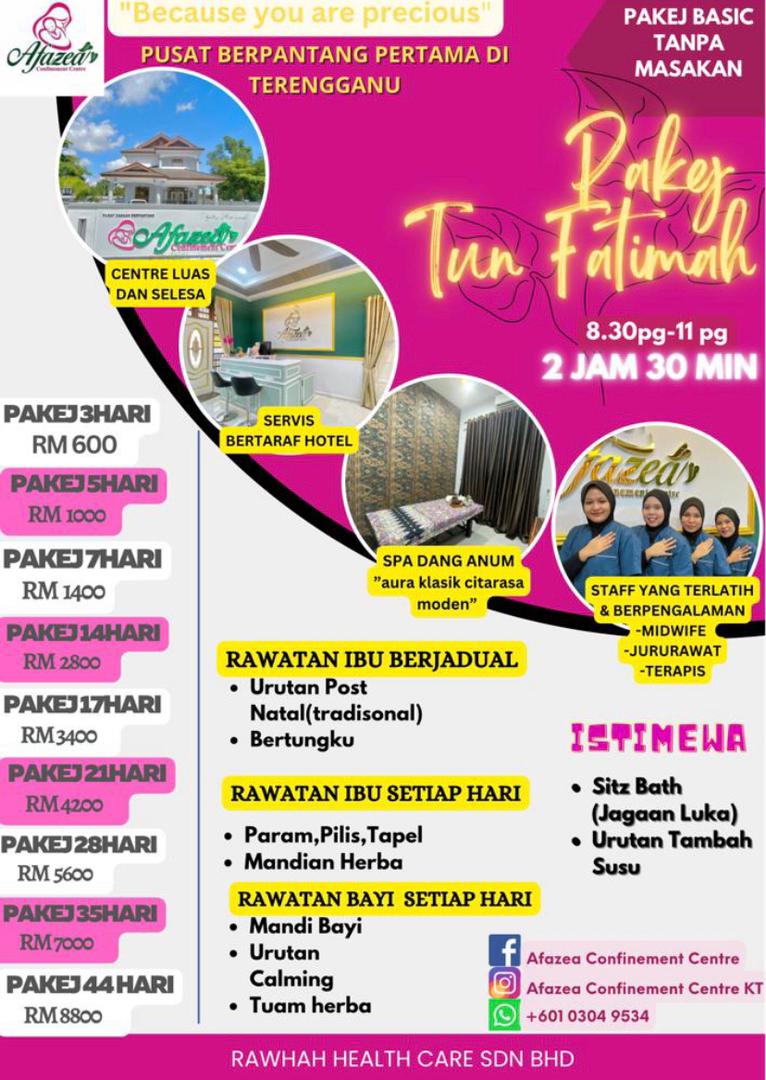 Afazea
Confinement Centre
"Because you are precious"
PUSAT BERPANTANG PERTAMA DI
TERENGGANU
PAKEJ BASIC
TANPA
MASAKAN
Pakej
Tun Fatimah
8.30pg-11 pg
2 JAM 30 MIN
Afazea
CENTRE LUAS
DAN SELESA
Afazea
SERVIS
BERTARAF HOTEL
SPA DANG ANUM
"aura klasik citarasa
moden"
STAFF YANG TERLATIH
& BERPENGALAMAN
-MIDWIFE
-JURURAWAT
-TERAPIS
PAKEJ 3HARI
RM 600
PAKEJ 5HARI
RM 1000
PAKEJ 7HARI
RM 1400
PAKEJ 14HARI
RM 2800
PAKEJ 17HARI
RM 3400
PAKEJ 21HARI
RM 4200
PAKEJ 28HARI
RM 5600
PAKEJ 35HARI
RM 7000
PAKEJ 44 HARI
RM 8800
RAWATAN IBU BERJADUAL
• Urutan Post
Natal(tradisonal)
• Bertungku
RAWATAN IBU SETIAP HARI
• Param,Pilis,Tapel
• Mandian Herba
RAWATAN BAYI SETIAP HARI
• Mandi Bayi
• Urutan
Calming
• Tuam herba
ISTIMEWA
• Sitz Bath
(Jagaan Luka)
• Urutan Tambah
Susu
Afazea Confinement Centre
Afazea Confinement Centre KT
+601 0304 9534
RAWHAH HEALTH CARE SDN BHD